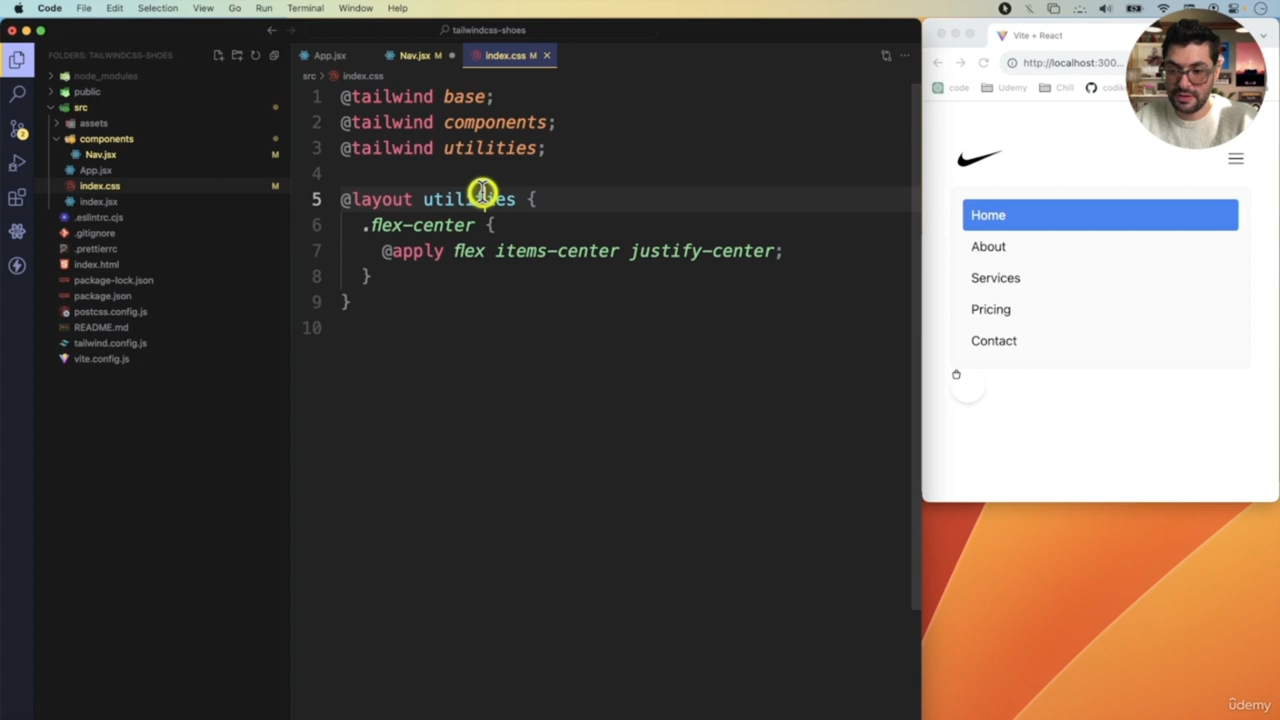 Code File Edit Selection View Go Run Terminal Window Help
tailwindcss-shoes
FOLDERS: TAILWINDCSS-SHOES
node_modules
public
src
assets
components
Nav.jsx M
App.jsx
index.css M
index.jsx
.eslintrc.cjs
.gitignore
.prettierrc
index.html
package-lock.json
package.json
postcss.config.js
README.md
tailwind.config.js
vite.config.js
App.jsx Nav.jsx M index.css M
src index.css
1 @tailwind base;
2 @tailwind components;
3 @tailwind utilities;
4
5 @layout utilities {
6 .flex-center {
7 @apply flex items-center justify-center;
8 }
9 }
10
Vite + React
http://localhost:300...
code Udemy Chill
Home
About
Services
Pricing
Contact
udemy